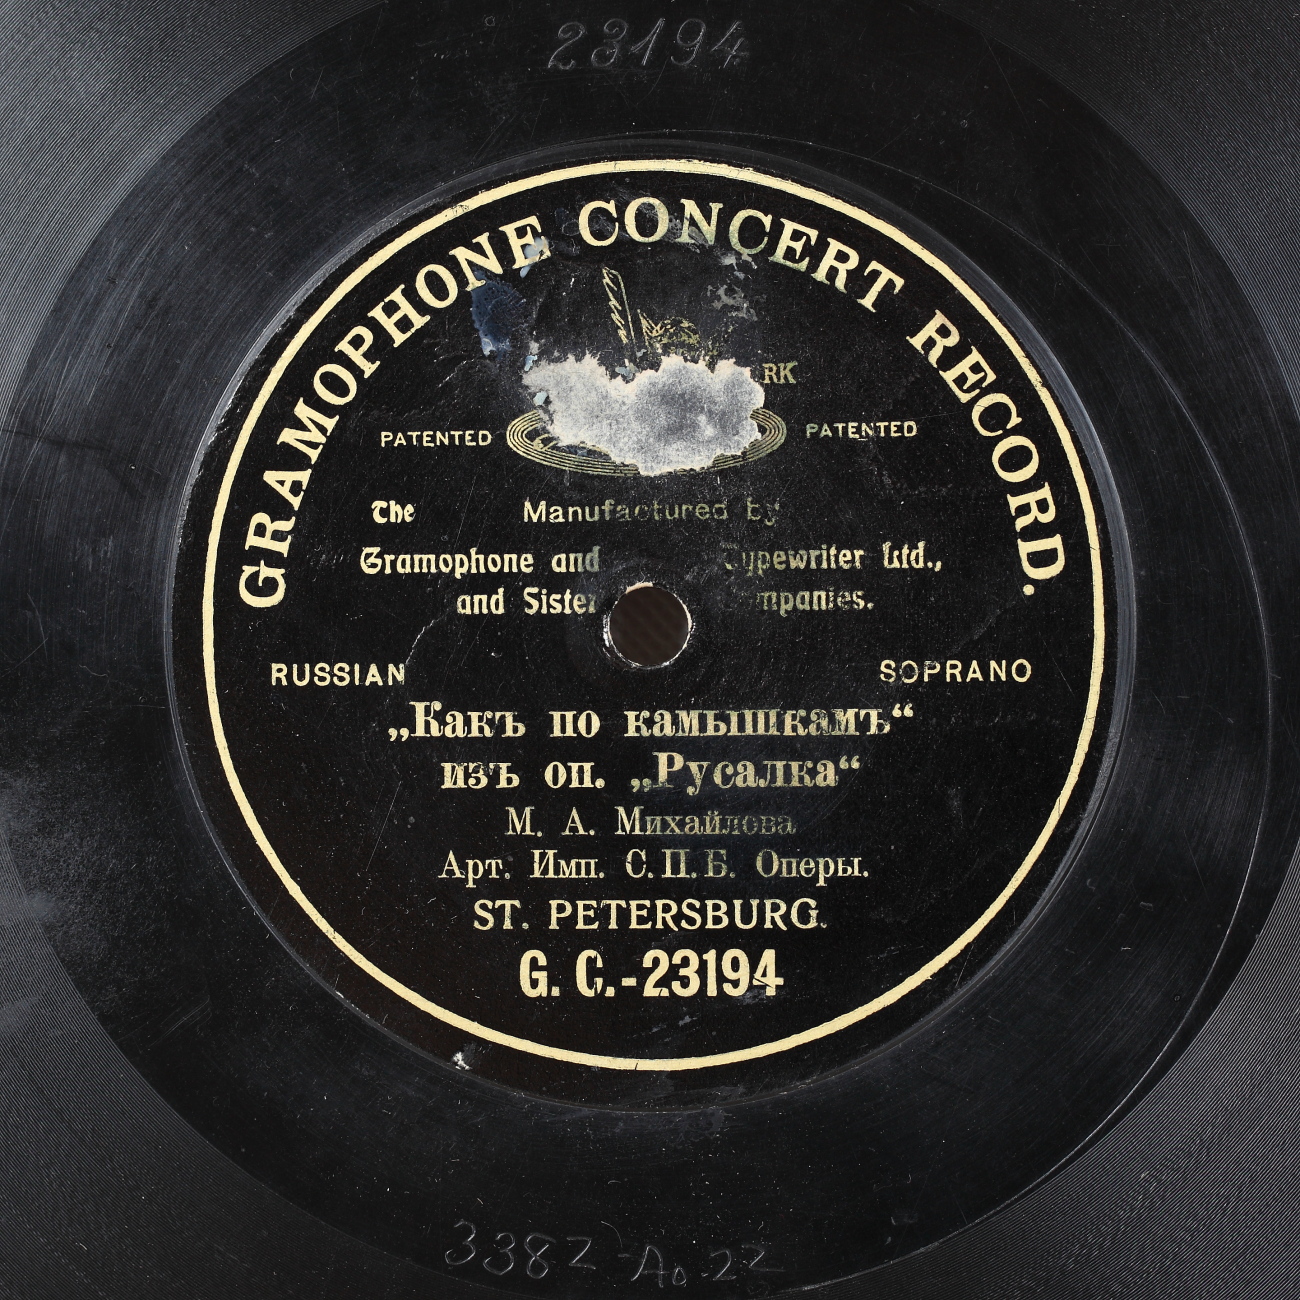 23194
GRAMOPHONE CONCERT RECORD.
RK
PATENTED PATENTED
The Manufactured by
Gramophone and Typewriter Ltd.,
and Sister Companies.
RUSSIAN SOPRANO
„Какъ по камышкамъ“
изъ оп. „Русалка“
М. А. Михайлова
Арт. Имп. С.П.Б. Оперы.
ST. PETERSBURG.
G. C.-23194
3382